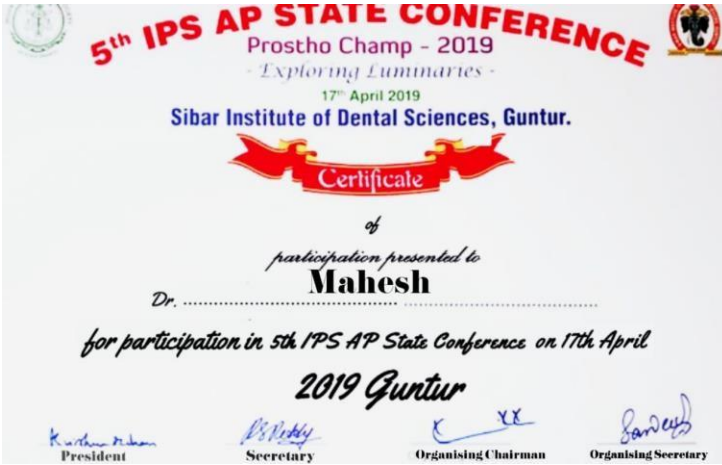 5th IPS AP STATE CONFERENCE
Prostho Champ - 2019
- Exploring Luminaries -
17th April 2019
Sibar Institute of Dental Sciences, Guntur.
Certificate
of
participation presented to
Mahesh
Dr. ............................................................
for participation in 5th IPS AP State Conference on 17th April
2019 Guntur
PSReddy
President Secretary Organising Chairman Organising Secretary